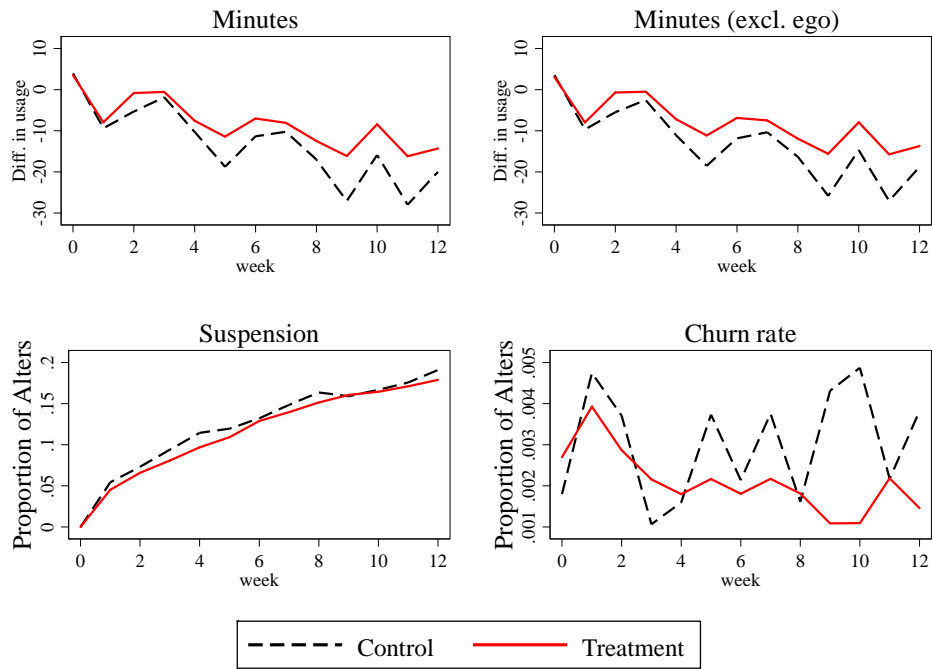 Minutes
Diff. in usage
10
0
-10
-20
-30
0 2 4 6 8 10 12
week
Minutes (excl. ego)
Diff. in usage
10
0
-10
-20
-30
0 2 4 6 8 10 12
week
Suspension
Proportion of Alters
.2
.15
.1
.05
0
0 2 4 6 8 10 12
week
Churn rate
Proportion of Alters
.005
.004
.003
.002
.001
0 2 4 6 8 10 12
week
Control Treatment